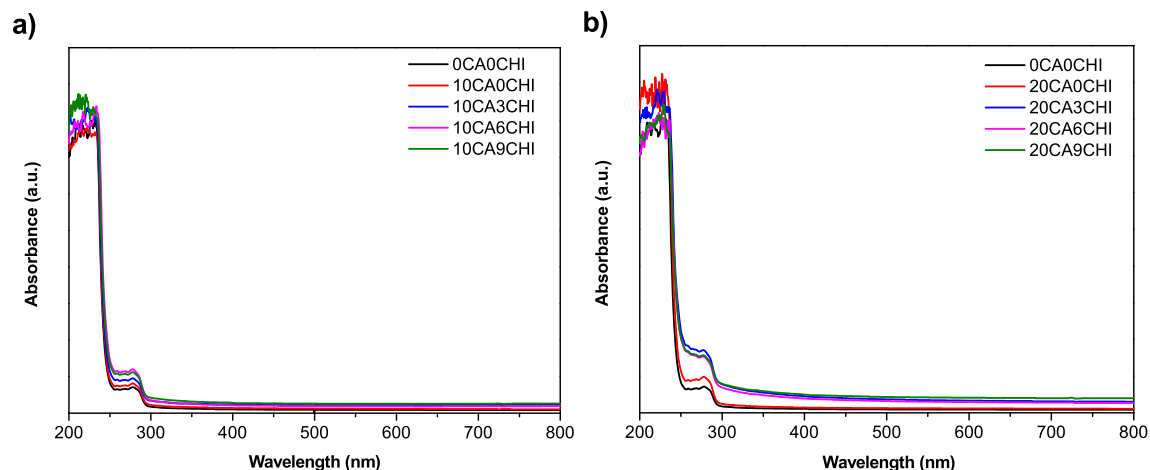 a)
0CA0CHI
10CA0CHI
10CA3CHI
10CA6CHI
10CA9CHI
Absorbance (a.u.)
200 300 400 500 600 700 800
Wavelength (nm)
b)
0CA0CHI
20CA0CHI
20CA3CHI
20CA6CHI
20CA9CHI
Absorbance (a.u.)
200 300 400 500 600 700 800
Wavelength (nm)